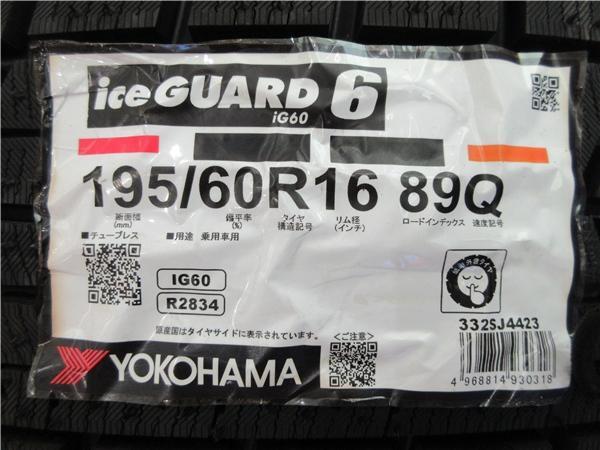 iceGUARD 6
iG60
195/60R16 89Q
断面幅
(mm)
偏平率
(%)
タイヤ
構造記号
リム径
(インチ)
ロードインデックス
速度記号
■チューブレス
■用途 乗用車用
IG60
R2834
原産国はタイヤサイドに表示されています。
<ご注意>
YOKOHAMA
332SJ4423
4 968814 930318